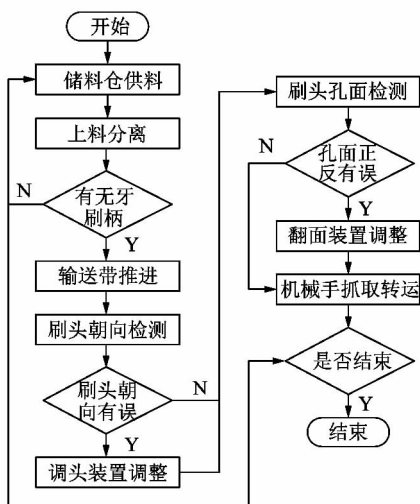 开始
储料仓供料
上料分离
有无牙
刷柄
N
Y
输送带推进
刷头朝向检测
刷头朝
向有误
N
Y
调头装置调整
刷头孔面检测
孔面正
反有误
N
Y
翻面装置调整
机械手抓取转运
是否结束
Y
结束